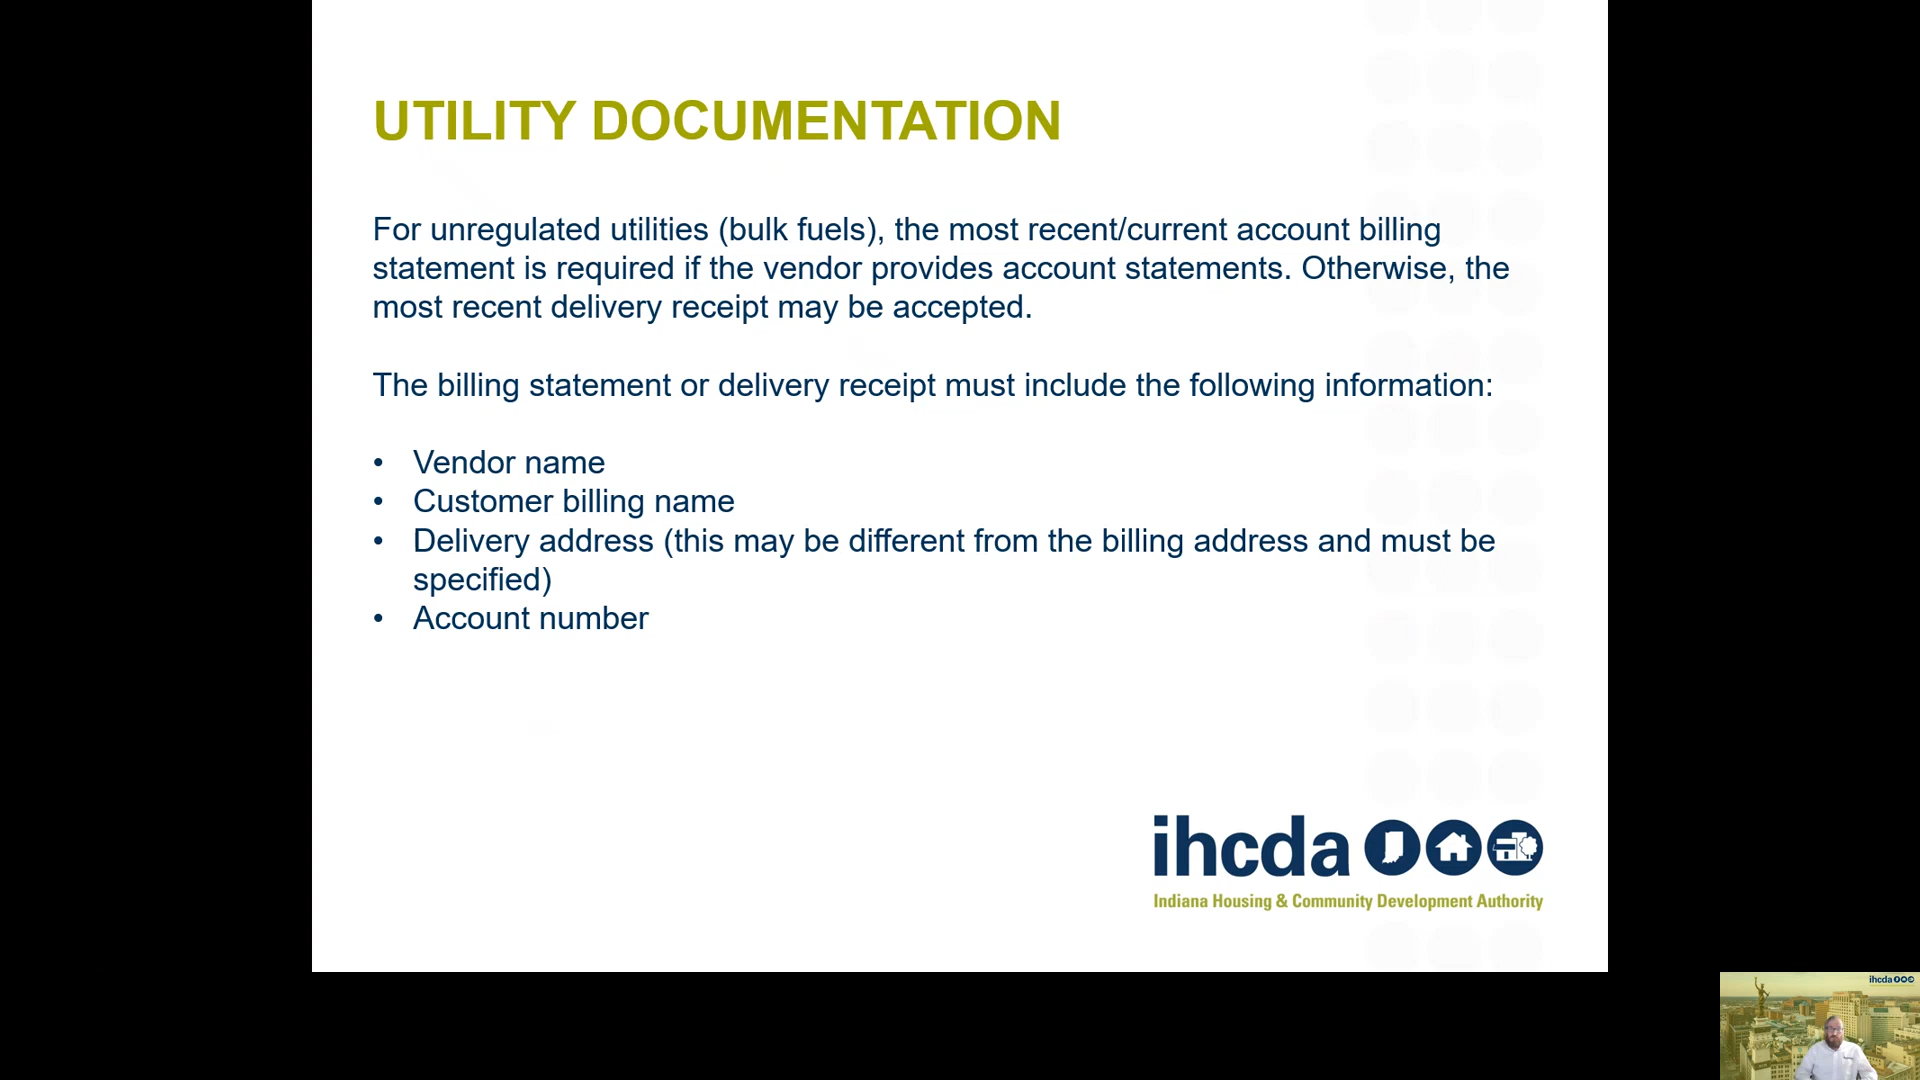 UTILITY DOCUMENTATION
For unregulated utilities (bulk fuels), the most recent/current account billing
statement is required if the vendor provides account statements. Otherwise, the
most recent delivery receipt may be accepted.
The billing statement or delivery receipt must include the following information:
• Vendor name
• Customer billing name
• Delivery address (this may be different from the billing address and must be
specified)
• Account number
ihcda
Indiana Housing & Community Development Authority
ihcda